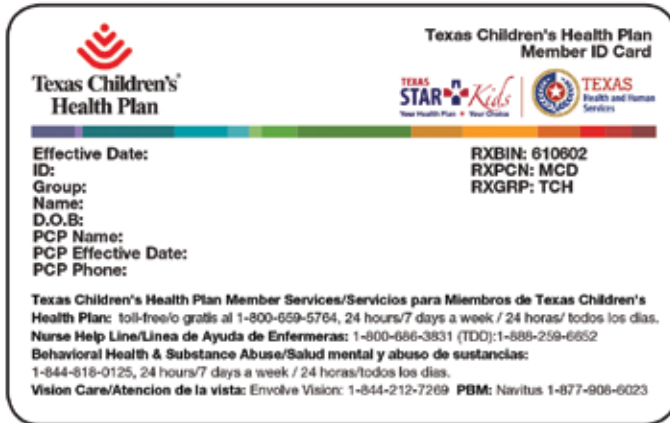 Texas Children's Health Plan
Member ID Card
Texas Children's®
Health Plan
TEXAS
STAR Kids
Your Health Plan ★ Your Choice
TEXAS
Health and Human
Services
Effective Date:
ID:
Group:
Name:
D.O.B:
PCP Name:
PCP Effective Date:
PCP Phone:
RXBIN: 610602
RXPCN: MCD
RXGRP: TCH
Texas Children's Health Plan Member Services/Servicios para Miembros de Texas Children's
Health Plan: toll-free/o gratis al 1-800-659-5764, 24 hours/7 days a week / 24 horas/ todos los dias.
Nurse Help Line/Linea de Ayuda de Enfermeras: 1-800-686-3831 (TDD):1-888-259-6652
Behavioral Health & Substance Abuse/Salud mental y abuso de sustancias:
1-844-818-0125, 24 hours/7 days a week / 24 horas/todos los dias.
Vision Care/Atencion de la vista: Envolve Vision: 1-844-212-7269 PBM: Navitus 1-877-908-6023